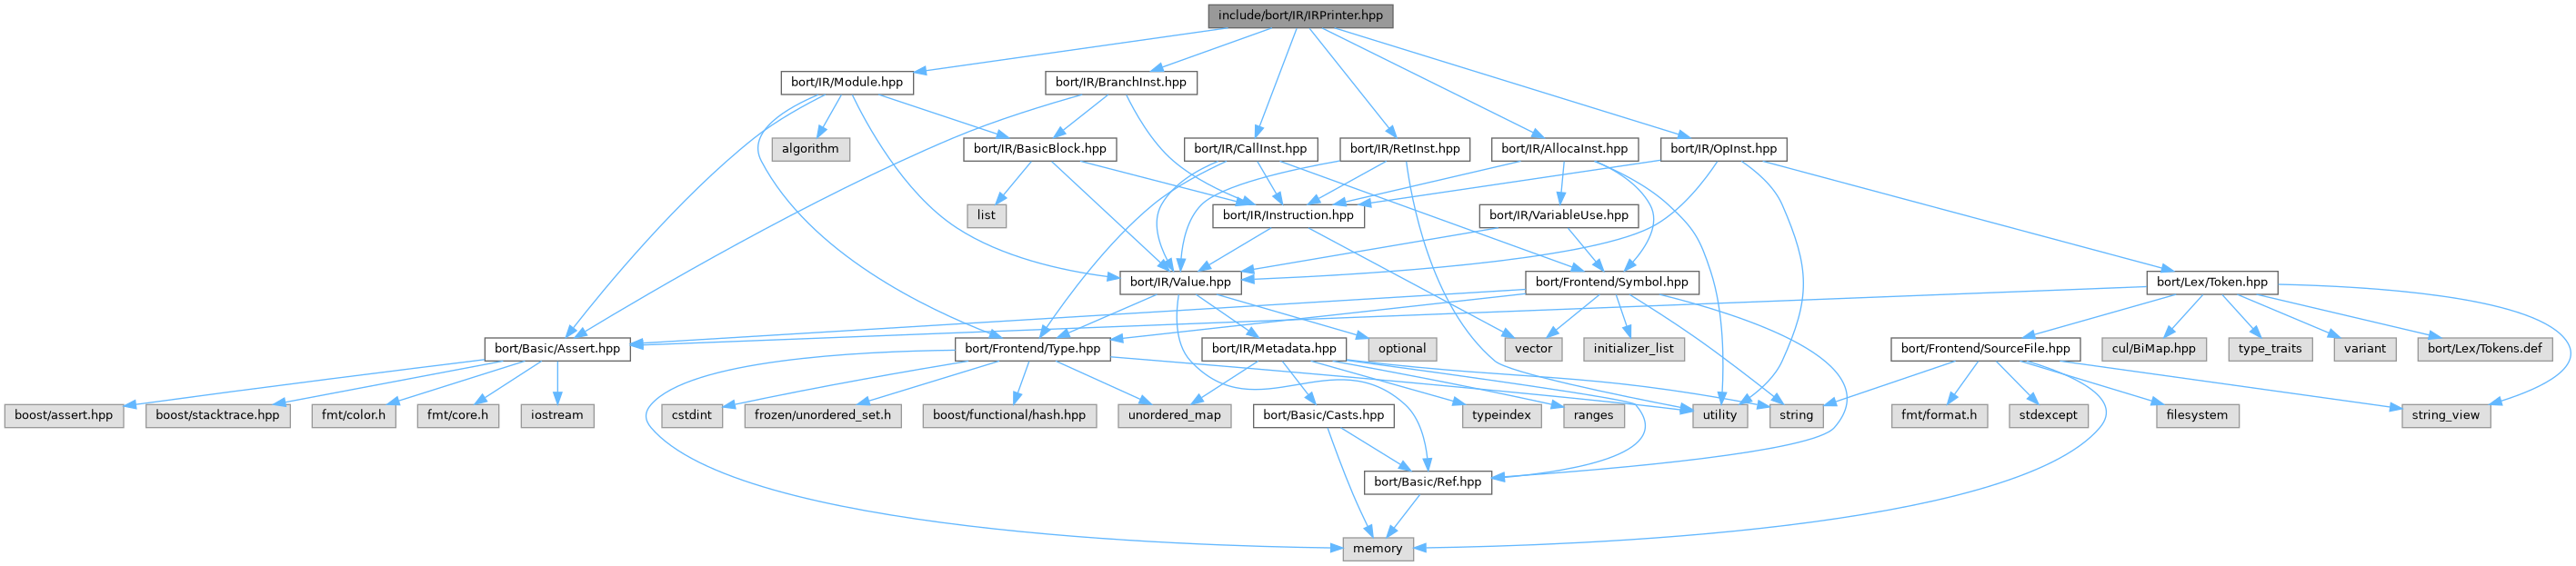 include/bort/IR/IRPrinter.hpp
bort/IR/Module.hpp
bort/IR/BranchInst.hpp
algorithm
bort/IR/BasicBlock.hpp
bort/IR/CallInst.hpp
bort/IR/RetInst.hpp
bort/IR/AllocaInst.hpp
bort/IR/OpInst.hpp
list
bort/IR/Instruction.hpp
bort/IR/VariableUse.hpp
bort/IR/Value.hpp
bort/Frontend/Symbol.hpp
bort/Lex/Token.hpp
bort/Basic/Assert.hpp
bort/Frontend/Type.hpp
bort/IR/Metadata.hpp
optional
vector
initializer_list
bort/Frontend/SourceFile.hpp
cul/BiMap.hpp
type_traits
variant
bort/Lex/Tokens.def
boost/assert.hpp
boost/stacktrace.hpp
fmt/color.h
fmt/core.h
iostream
cstdint
frozen/unordered_set.h
boost/functional/hash.hpp
unordered_map
bort/Basic/Casts.hpp
typeindex
ranges
utility
string
fmt/format.h
stdexcept
filesystem
string_view
bort/Basic/Ref.hpp
memory